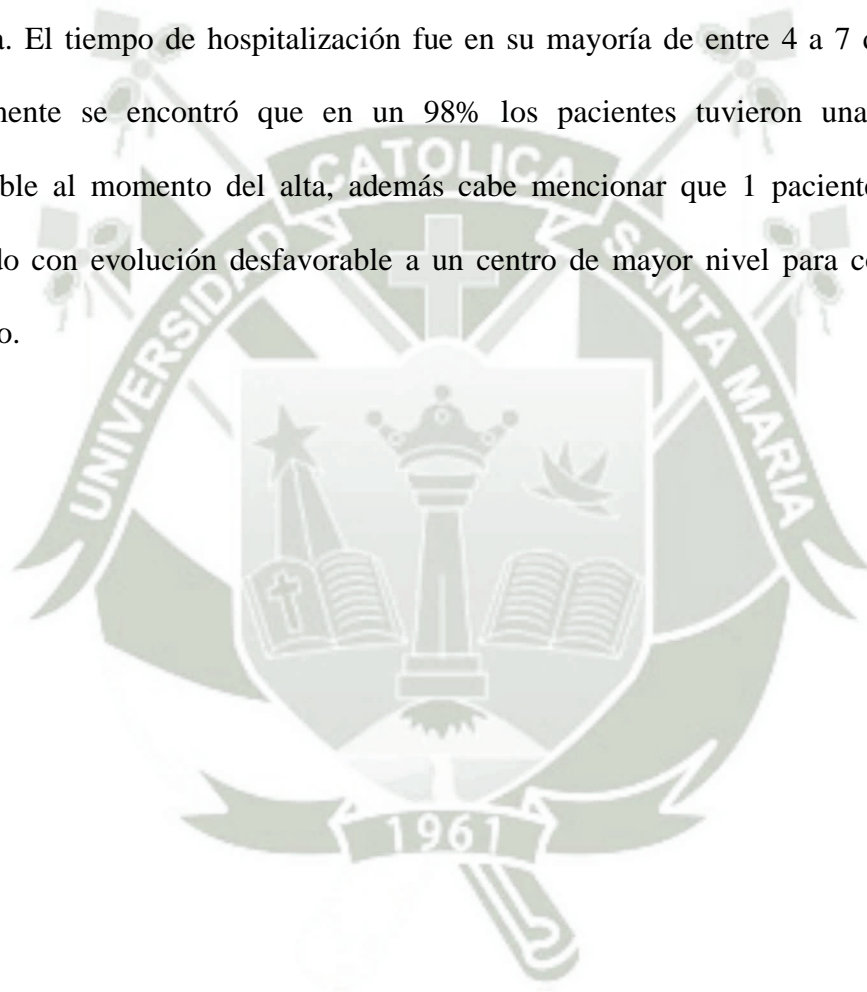 a. El tiempo de hospitalización fue en su mayoría de entre 4 a 7
mente se encontró que en un 98% los pacientes tuvieron una
ble al momento del alta, además cabe mencionar que 1 paciente
do con evolución desfavorable a un centro de mayor nivel para
o.
UNIVERSIDAD CATOLICA SANTA MARIA
1961